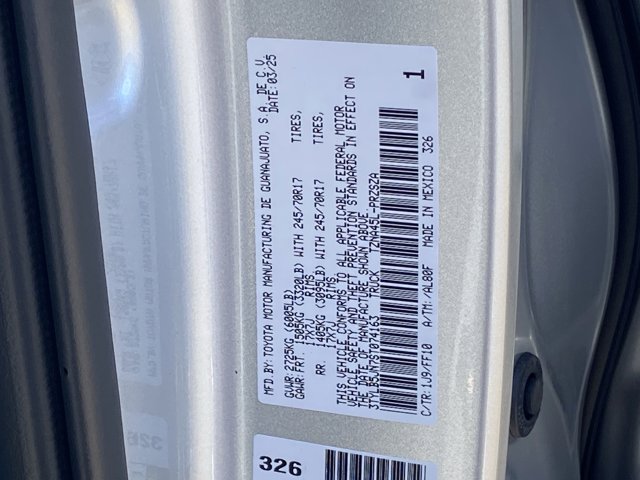 MFD.BY: TOYOTA MOTOR MANUFACTURING DE GUANAJUATO, S.A. DE C.V.
DATE: 03/25
GVWR: 2725KG (6005LB)
GAWR: FRT. 1505KG (3320LB) WITH 245/70R17 TIRES,
17X7J RIMS,
RR. 1405KG (3095LB) WITH 245/70R17 TIRES,
17X7J RIMS
THIS VEHICLE CONFORMS TO ALL APPLICABLE FEDERAL MOTOR
VEHICLE SAFETY AND THEFT PREVENTION STANDARDS IN EFFECT ON
THE DATE OF MANUFACTURE SHOWN ABOVE.
3TYLB5JN7ST074163 TRUCK TZNA45L-PRZSZA
1
C/TR: 1J9/FF10 A/TM: /AL80F MADE IN MEXICO 326
326